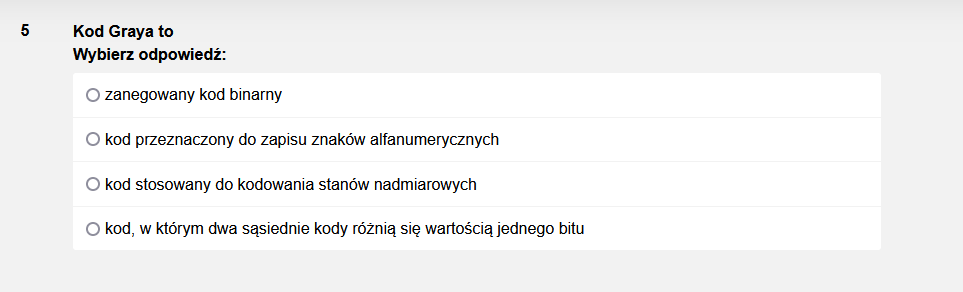 5 Kod Graya to
Wybierz odpowiedź:
zanegowany kod binarny
kod przeznaczony do zapisu znaków alfanumerycznych
kod stosowany do kodowania stanów nadmiarowych
kod, w którym dwa sąsiednie kody różnią się wartością jednego bitu